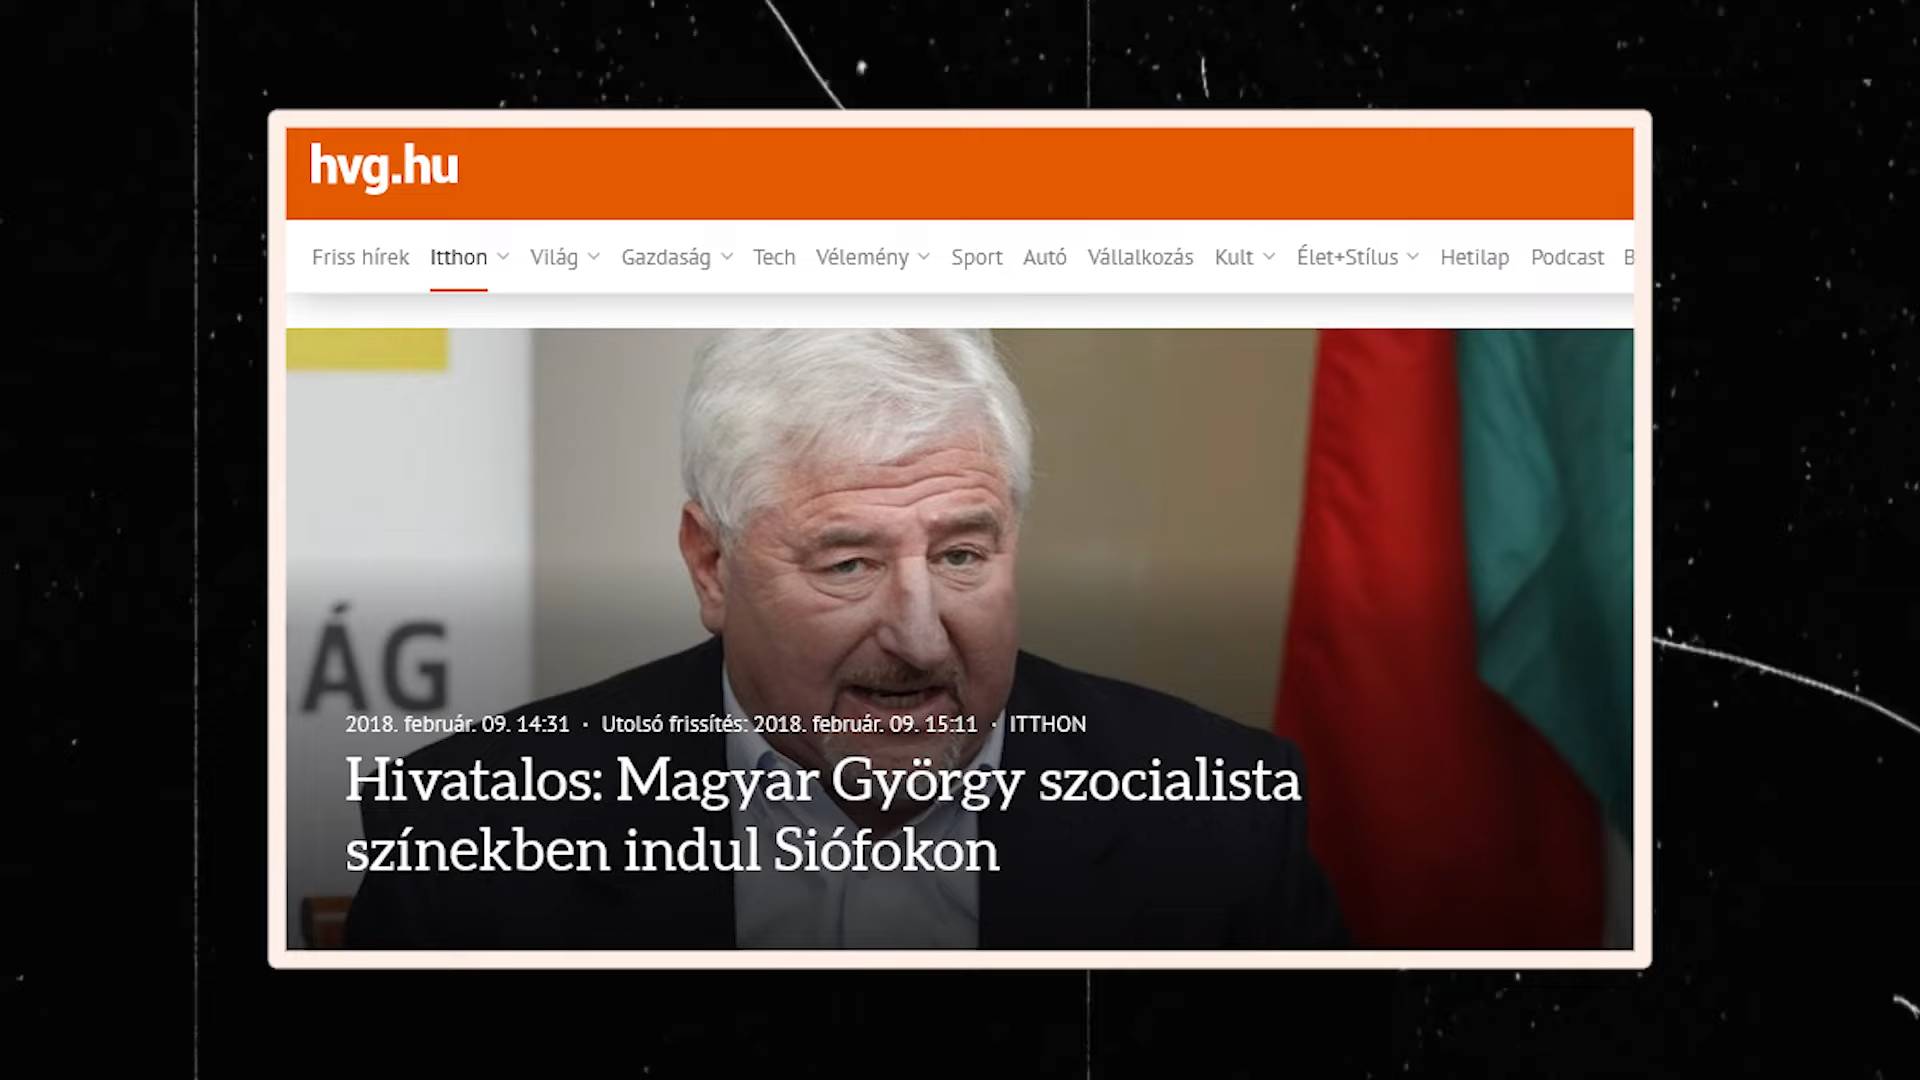 hvg.hu
Friss hírek Itthon Világ Gazdaság Tech Vélemény Sport Autó Vállalkozás Kult Élet+Stílus Hetilap Podcast B
ÁG
2018. február. 09. 14:31 · Utolsó frissítés: 2018. február. 09. 15:11 · ITTHON
Hivatalos: Magyar György szocialista
színekben indul Siófokon